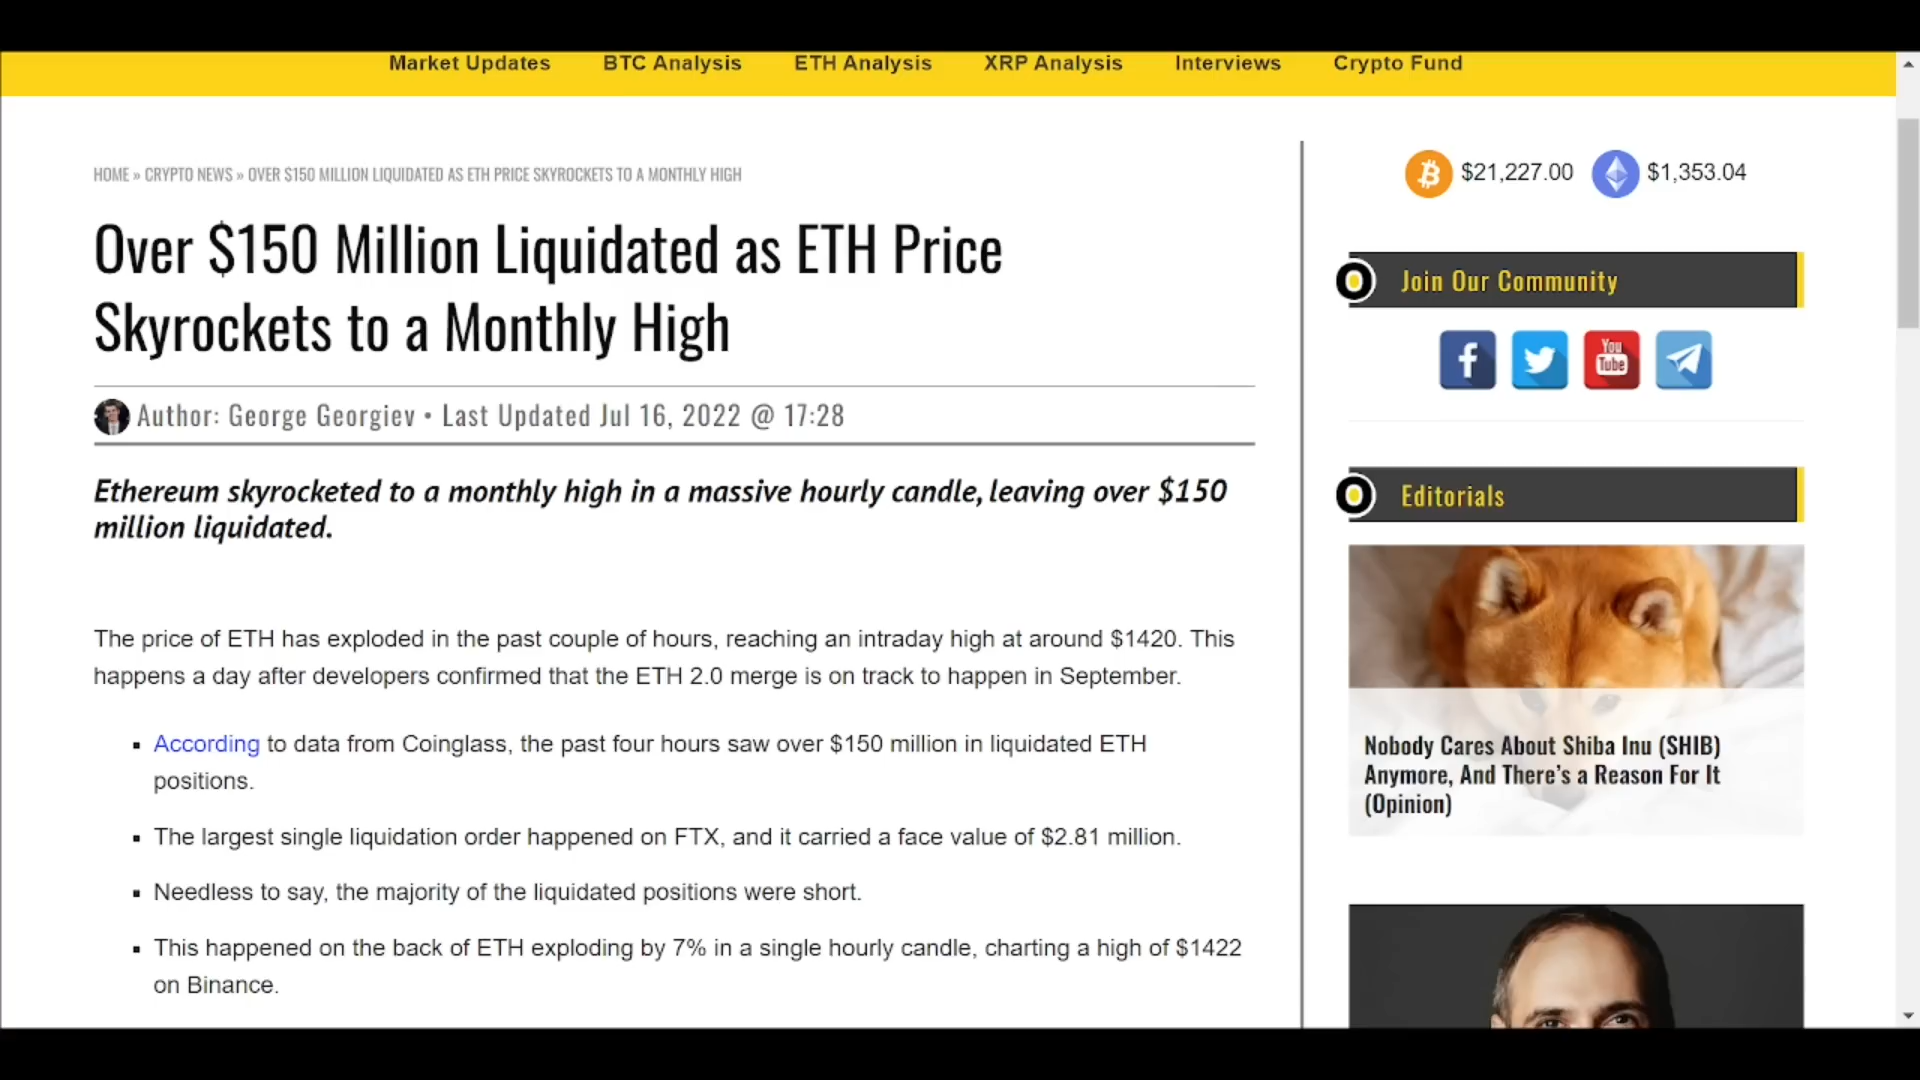 Market Updates BTC Analysis ETH Analysis XRP Analysis Interviews Crypto Fund
HOME » CRYPTO NEWS » OVER $150 MILLION LIQUIDATED AS ETH PRICE SKYROCKETS TO A MONTHLY HIGH
Over $150 Million Liquidated as ETH Price
Skyrockets to a Monthly High
Author: George Georgiev • Last Updated Jul 16, 2022 @ 17:28
Ethereum skyrocketed to a monthly high in a massive hourly candle, leaving over $150
million liquidated.
The price of ETH has exploded in the past couple of hours, reaching an intraday high at around $1420. This
happens a day after developers confirmed that the ETH 2.0 merge is on track to happen in September.
▪ According to data from Coinglass, the past four hours saw over $150 million in liquidated ETH
positions.
▪ The largest single liquidation order happened on FTX, and it carried a face value of $2.81 million.
▪ Needless to say, the majority of the liquidated positions were short.
▪ This happened on the back of ETH exploding by 7% in a single hourly candle, charting a high of $1422
on Binance.
$21,227.00 $1,353.04
Join Our Community
You
Tube
Editorials
Nobody Cares About Shiba Inu (SHIB)
Anymore, And There's a Reason For It
(Opinion)